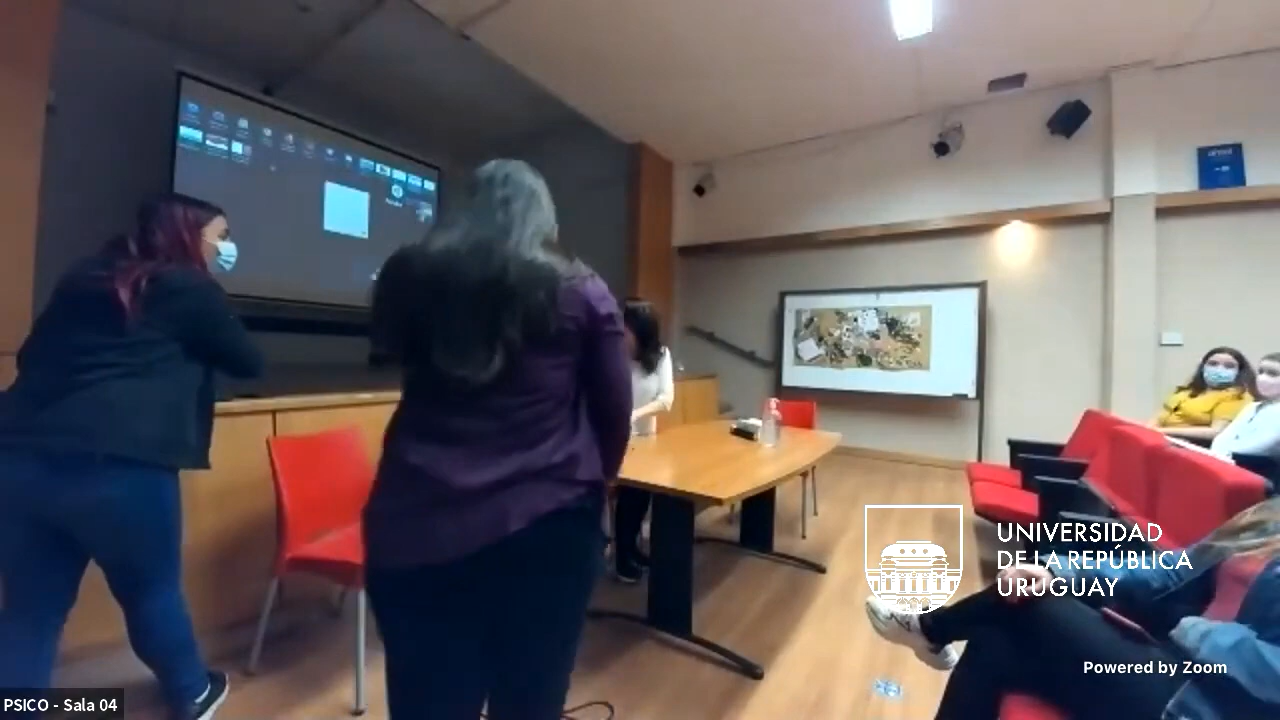 UNIVERSIDAD
DE LA REPÚBLICA
URUGUAY
Powered by Zoom
PSICO - Sala 04